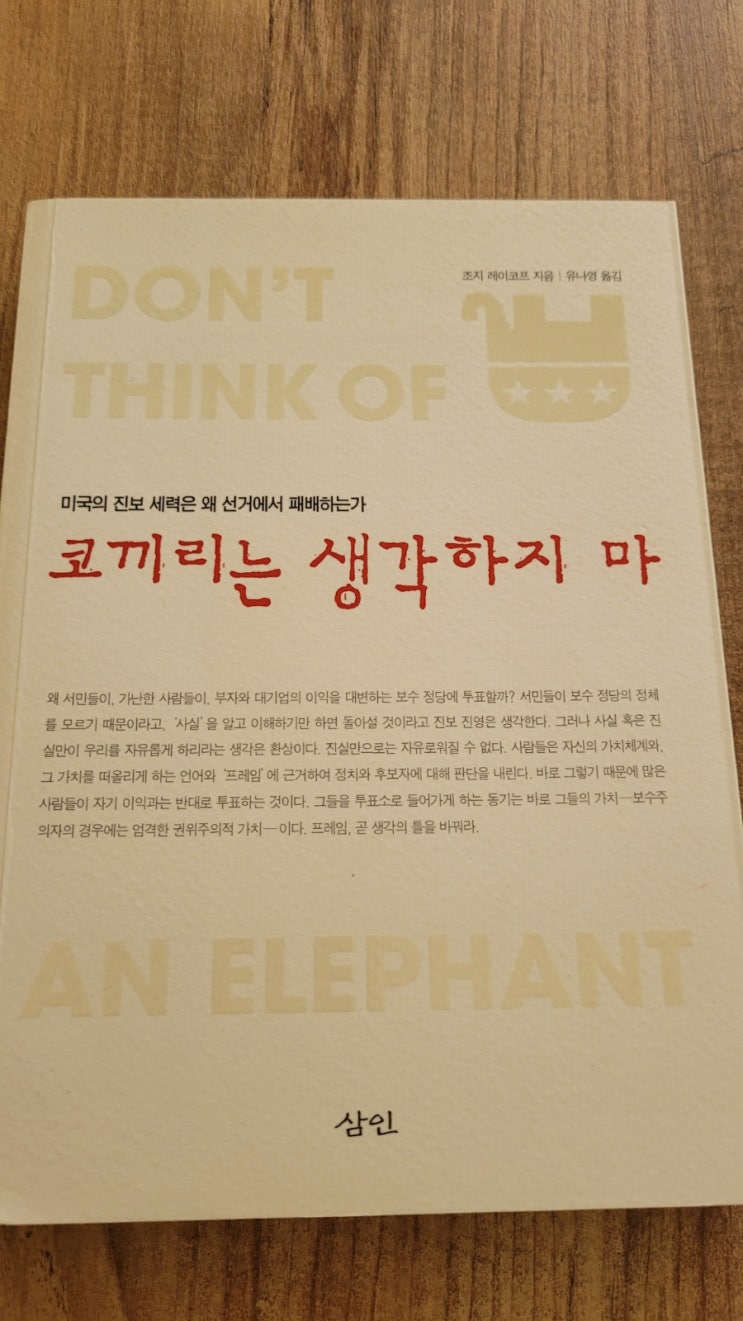 DON'T
조지 레이코프 지음 | 유나영 옮김
THINK OF
미국의 진보 세력은 왜 선거에서 패배하는가
코끼리는 생각하지 마
왜 서민들이, 가난한 사람들이, 부자와 대기업의 이익을 대변하는 보수 정당에 투표할까? 서민들이 보수 정당의 정체
를 모르기 때문이라고, '사실'을 알고 이해하기만 하면 돌아설 것이라고 진보 진영은 생각한다. 그러나 사실 혹은 진
실만이 우리를 자유롭게 하리라는 생각은 환상이다. 진실만으로는 자유로워질 수 없다. 사람들은 자신의 가치체계와,
그 가치를 떠올리게 하는 언어와 '프레임'에 근거하여 정치와 후보자에 대해 판단을 내린다. 바로 그렇기 때문에 많은
사람들이 자기 이익과는 반대로 투표하는 것이다. 그들을 투표소로 들어가게 하는 동기는 바로 그들의 가치—보수주
의자의 경우에는 엄격한 권위주의적 가치—이다. 프레임, 곧 생각의 틀을 바꿔라.
AN ELEPHANT
삼인